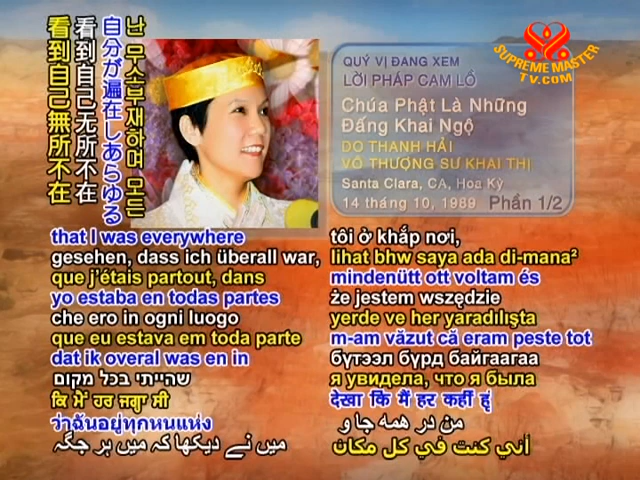 看到自己無所不在
看到自己无所不在
自分が遍在しあらゆる
난 무소부재하며 모든
SUPREME MASTER
TV.COM
QUÝ VỊ ĐANG XEM
LỜI PHÁP CAM LỒ
Chúa Phật Là Những
Đấng Khai Ngộ
DO THANH HẢI
VÔ THƯỢNG SƯ KHAI THỊ
Santa Clara, CA, Hoa Kỳ
14 tháng 10, 1989 Phần 1/2
that I was everywhere
gesehen, dass ich überall war,
que j'étais partout, dans
yo estaba en todas partes
che ero in ogni luogo
que eu estava em toda parte
dat ik overal was en in
שהייתי בכל מקום
ਕਿ ਮੈਂ ਹਰ ਜਗ੍ਹਾ ਸੀ
ว่าฉันอยู่ทุกหนแห่ง
میں نے دیکھا کہ میں ہر جگہ
tôi ở khắp nơi,
lihat bhw saya ada di-mana²
mindenütt ott voltam és
że jestem wszędzie
yerde ve her yaradılışta
m-am văzut că eram peste tot
бүтээл бүрд байгаагаа
я увидела, что я была
देखा कि मैं हर कहीं हूं
من در همه جا و
أني كنت في كل مكان